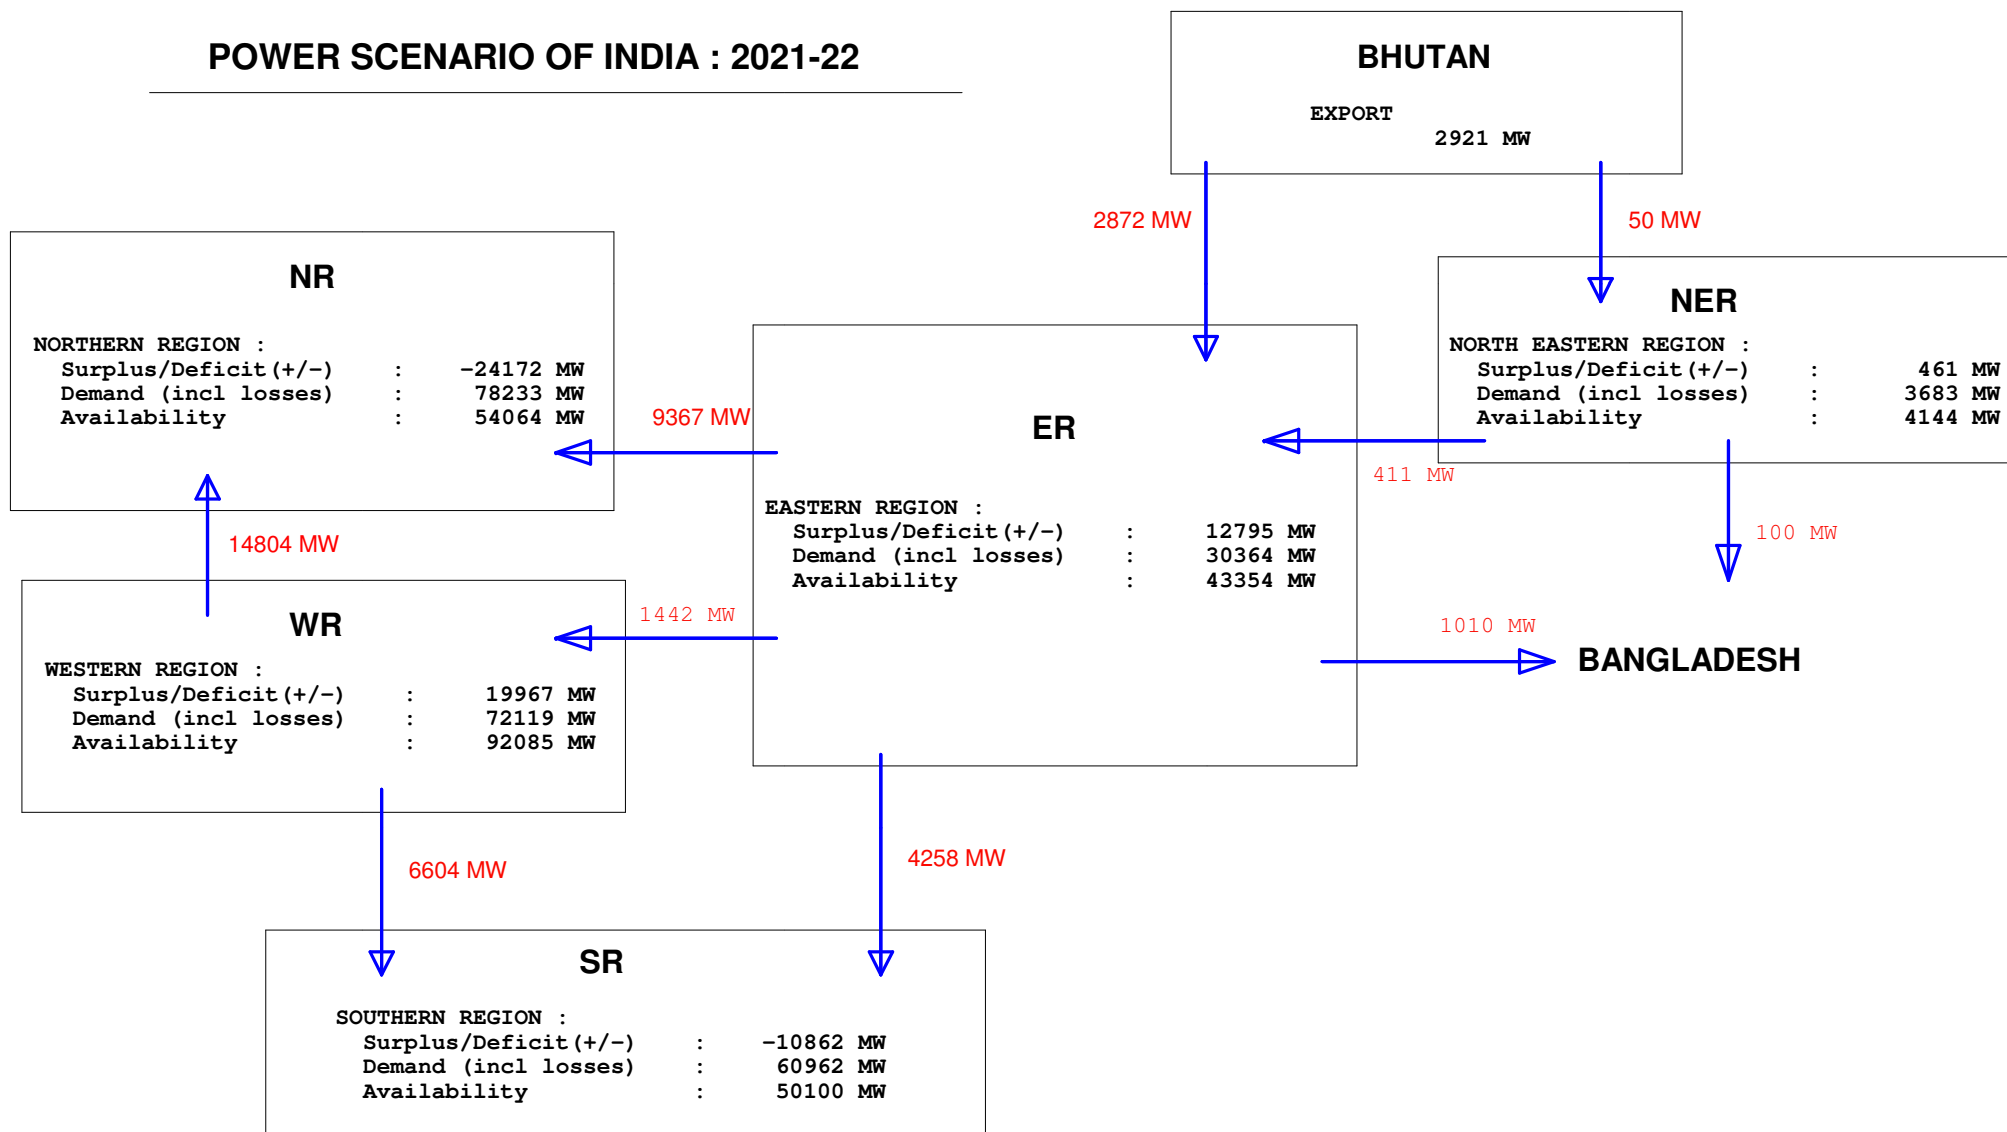 POWER SCENARIO OF INDIA : 2021-22
BHUTAN
EXPORT
2921 MW
2872 MW
50 MW
NR
NORTHERN REGION :
Surplus/Deficit(+/-) : -24172 MW
Demand (incl losses) : 78233 MW
Availability : 54064 MW
NER
NORTH EASTERN REGION :
Surplus/Deficit(+/-) : 461 MW
Demand (incl losses) : 3683 MW
Availability : 4144 MW
9367 MW
ER
EASTERN REGION :
Surplus/Deficit(+/-) : 12795 MW
Demand (incl losses) : 30364 MW
Availability : 43354 MW
411 MW
100 MW
14804 MW
1442 MW
1010 MW
BANGLADESH
WR
WESTERN REGION :
Surplus/Deficit(+/-) : 19967 MW
Demand (incl losses) : 72119 MW
Availability : 92085 MW
6604 MW
4258 MW
SR
SOUTHERN REGION :
Surplus/Deficit(+/-) : -10862 MW
Demand (incl losses) : 60962 MW
Availability : 50100 MW